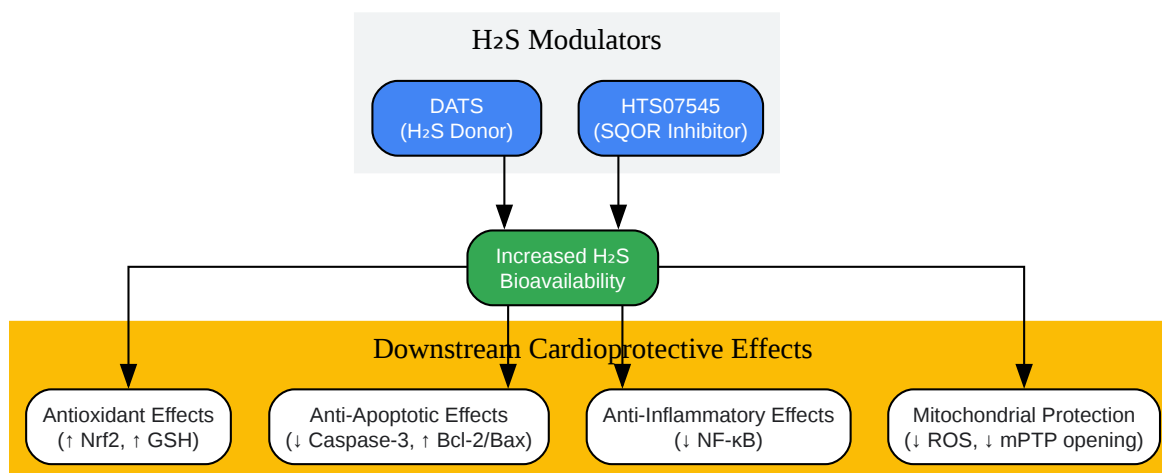 H₂S Modulators
DATS
(H₂S Donor)
HTS07545
(SQOR Inhibitor)
Increased H₂S
Bioavailability
Downstream Cardioprotective Effects
Antioxidant Effects
(↑ Nrf2, ↑ GSH)
Anti-Apoptotic Effects
(↓ Caspase-3, ↑ Bcl-2/Bax)
Anti-Inflammatory Effects
(↓ NF-κB)
Mitochondrial Protection
(↓ ROS, ↓ mPTP opening)